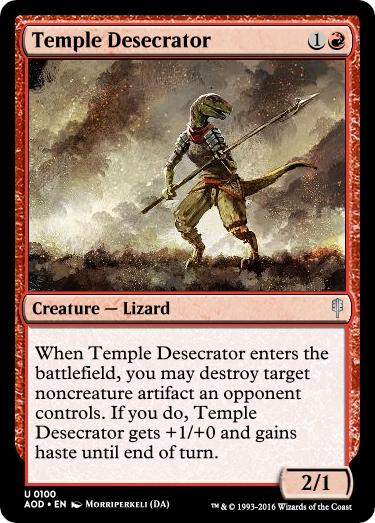 Temple Desecrator 1
Creature — Lizard
When Temple Desecrator enters the
battlefield, you may destroy target
noncreature artifact an opponent
controls. If you do, Temple
Desecrator gets +1/+0 and gains
haste until end of turn.
2/1
U 0100
AOD • EN MORRIPERKELI (DA)
™ & © 1993-2016 Wizards of the Coast